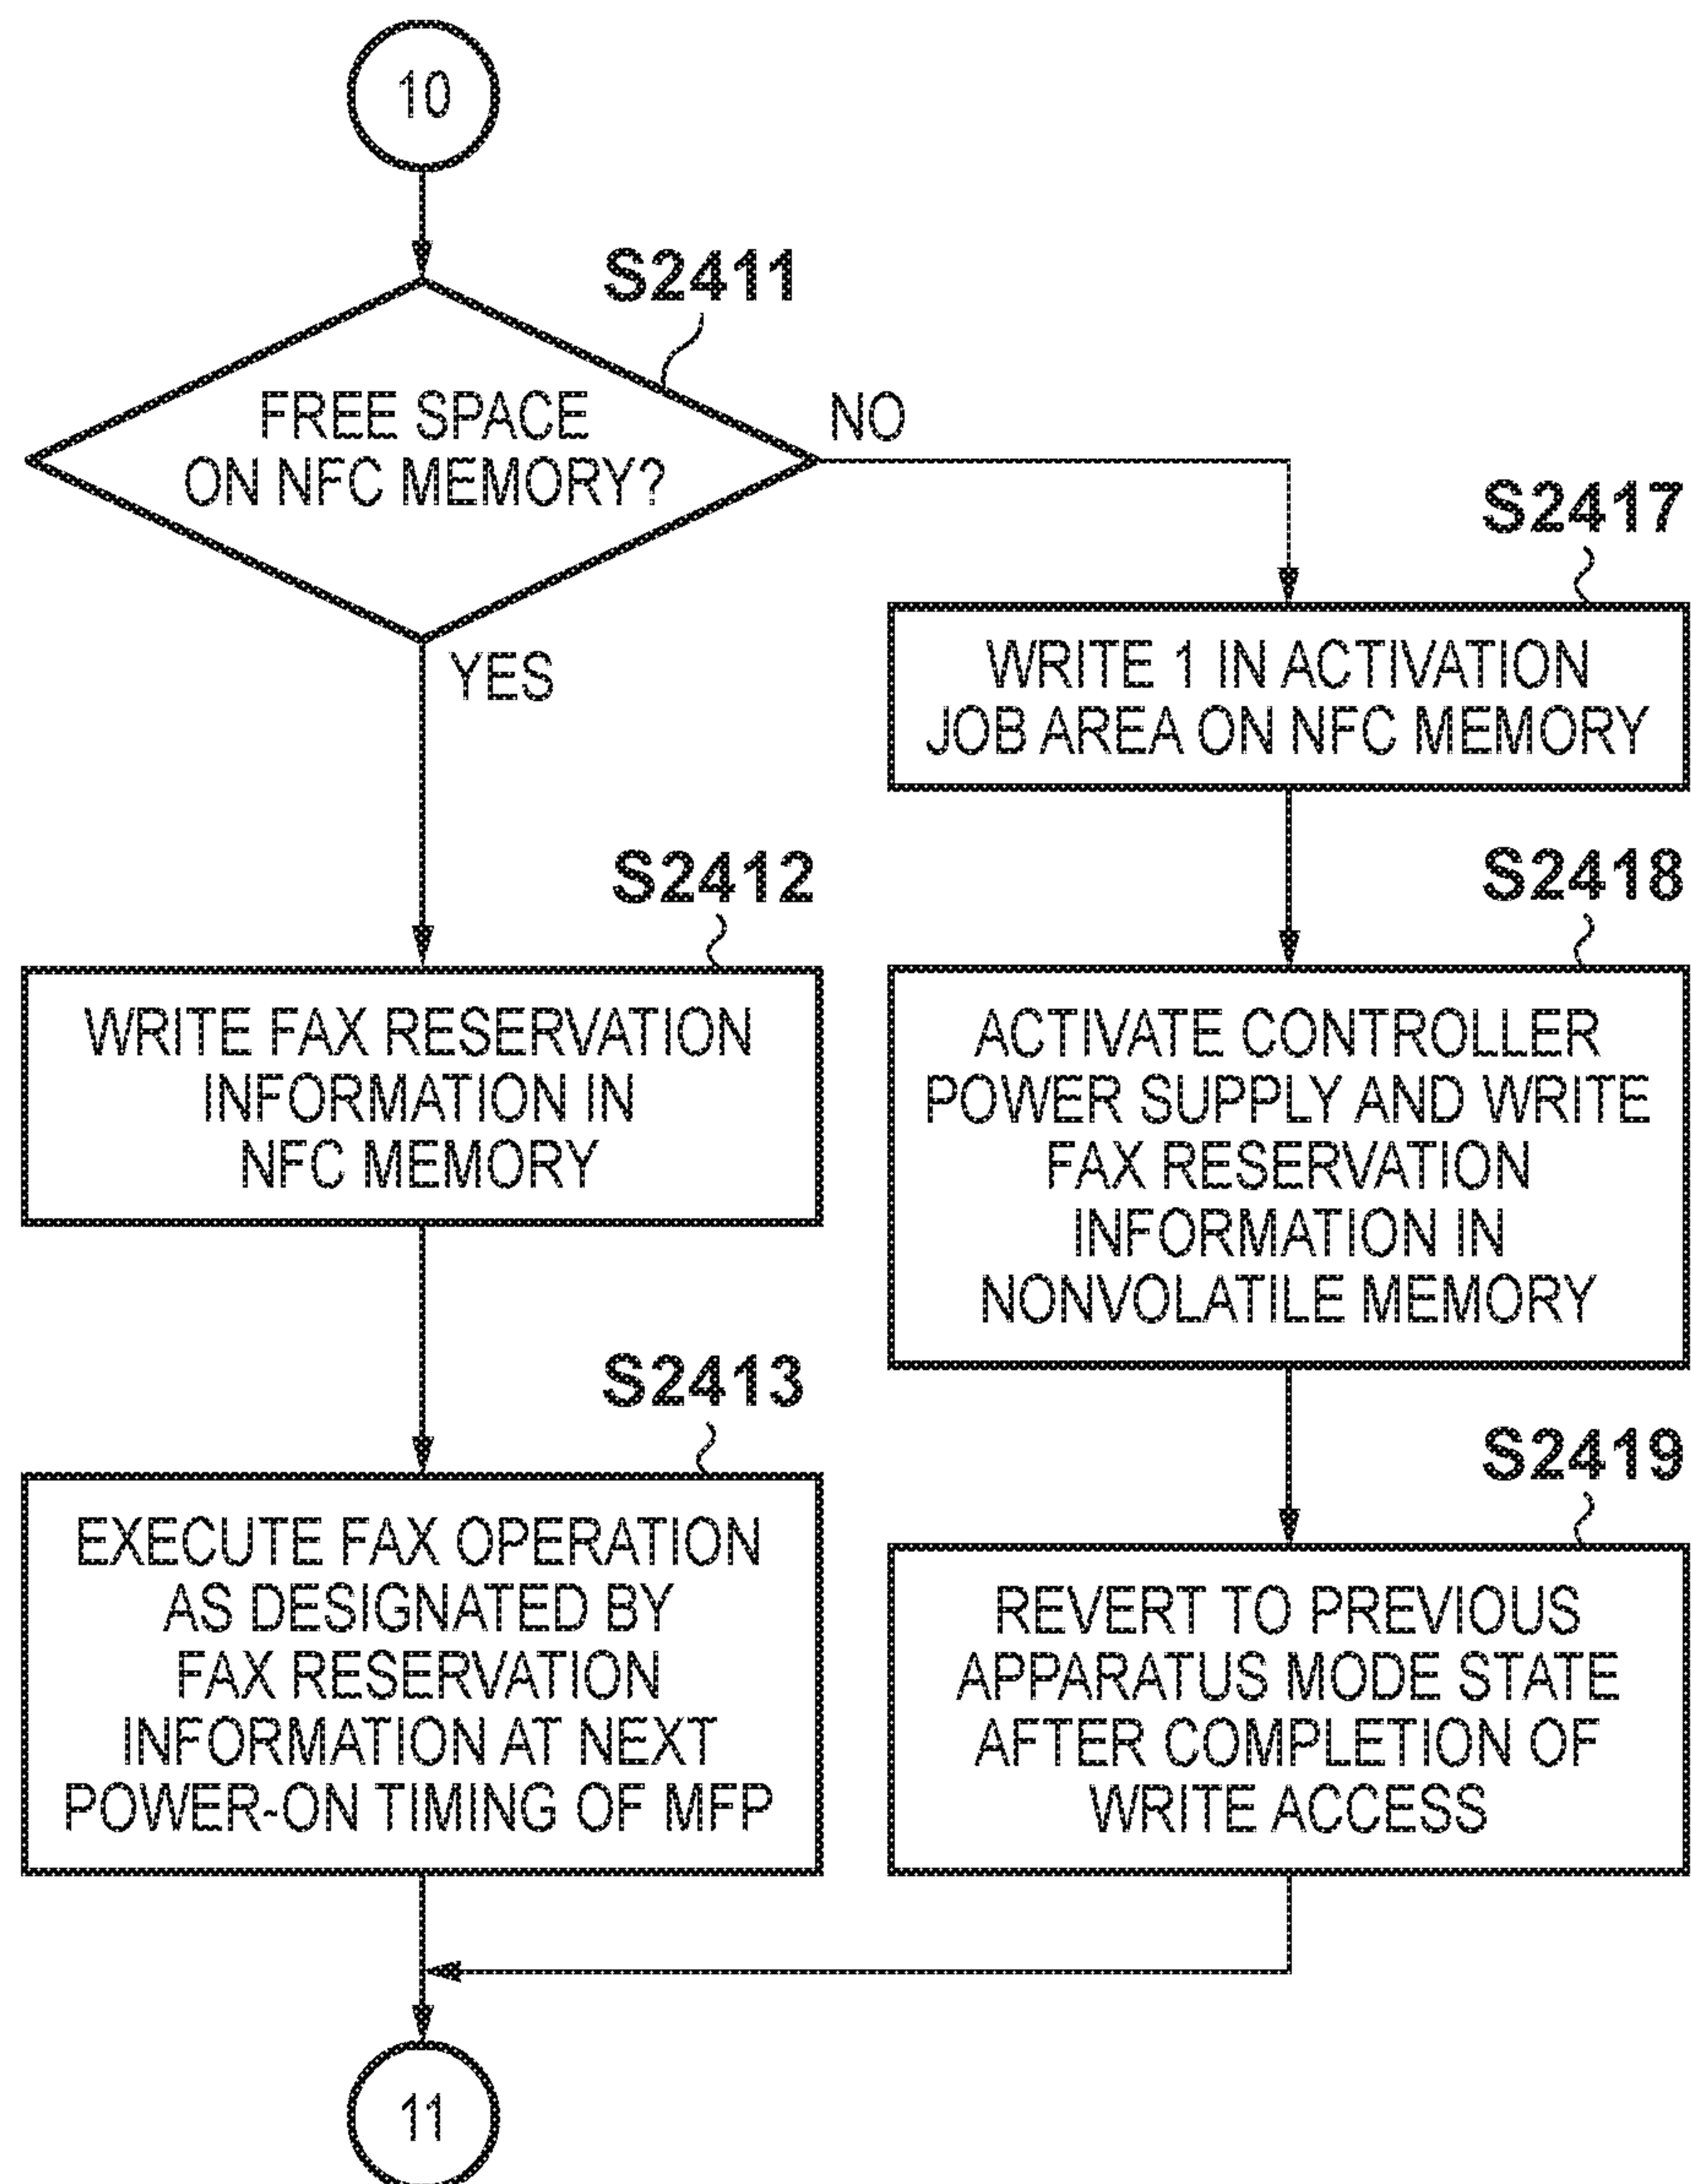 10
S2411
FREE SPACE
ON NFC MEMORY?
NO
YES
S2417
WRITE 1 IN ACTIVATION
JOB AREA ON NFC MEMORY
S2412
WRITE FAX RESERVATION
INFORMATION IN
NFC MEMORY
S2418
ACTIVATE CONTROLLER
POWER SUPPLY AND WRITE
FAX RESERVATION
INFORMATION IN
NONVOLATILE MEMORY
S2413
EXECUTE FAX OPERATION
AS DESIGNATED BY
FAX RESERVATION
INFORMATION AT NEXT
POWER-ON TIMING OF MFP
S2419
REVERT TO PREVIOUS
APPARATUS MODE STATE
AFTER COMPLETION OF
WRITE ACCESS
11